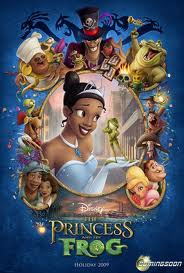 Disney
THE
PRINCESS
AND THE
FROG
HOLIDAY 2009
COMINGSOON